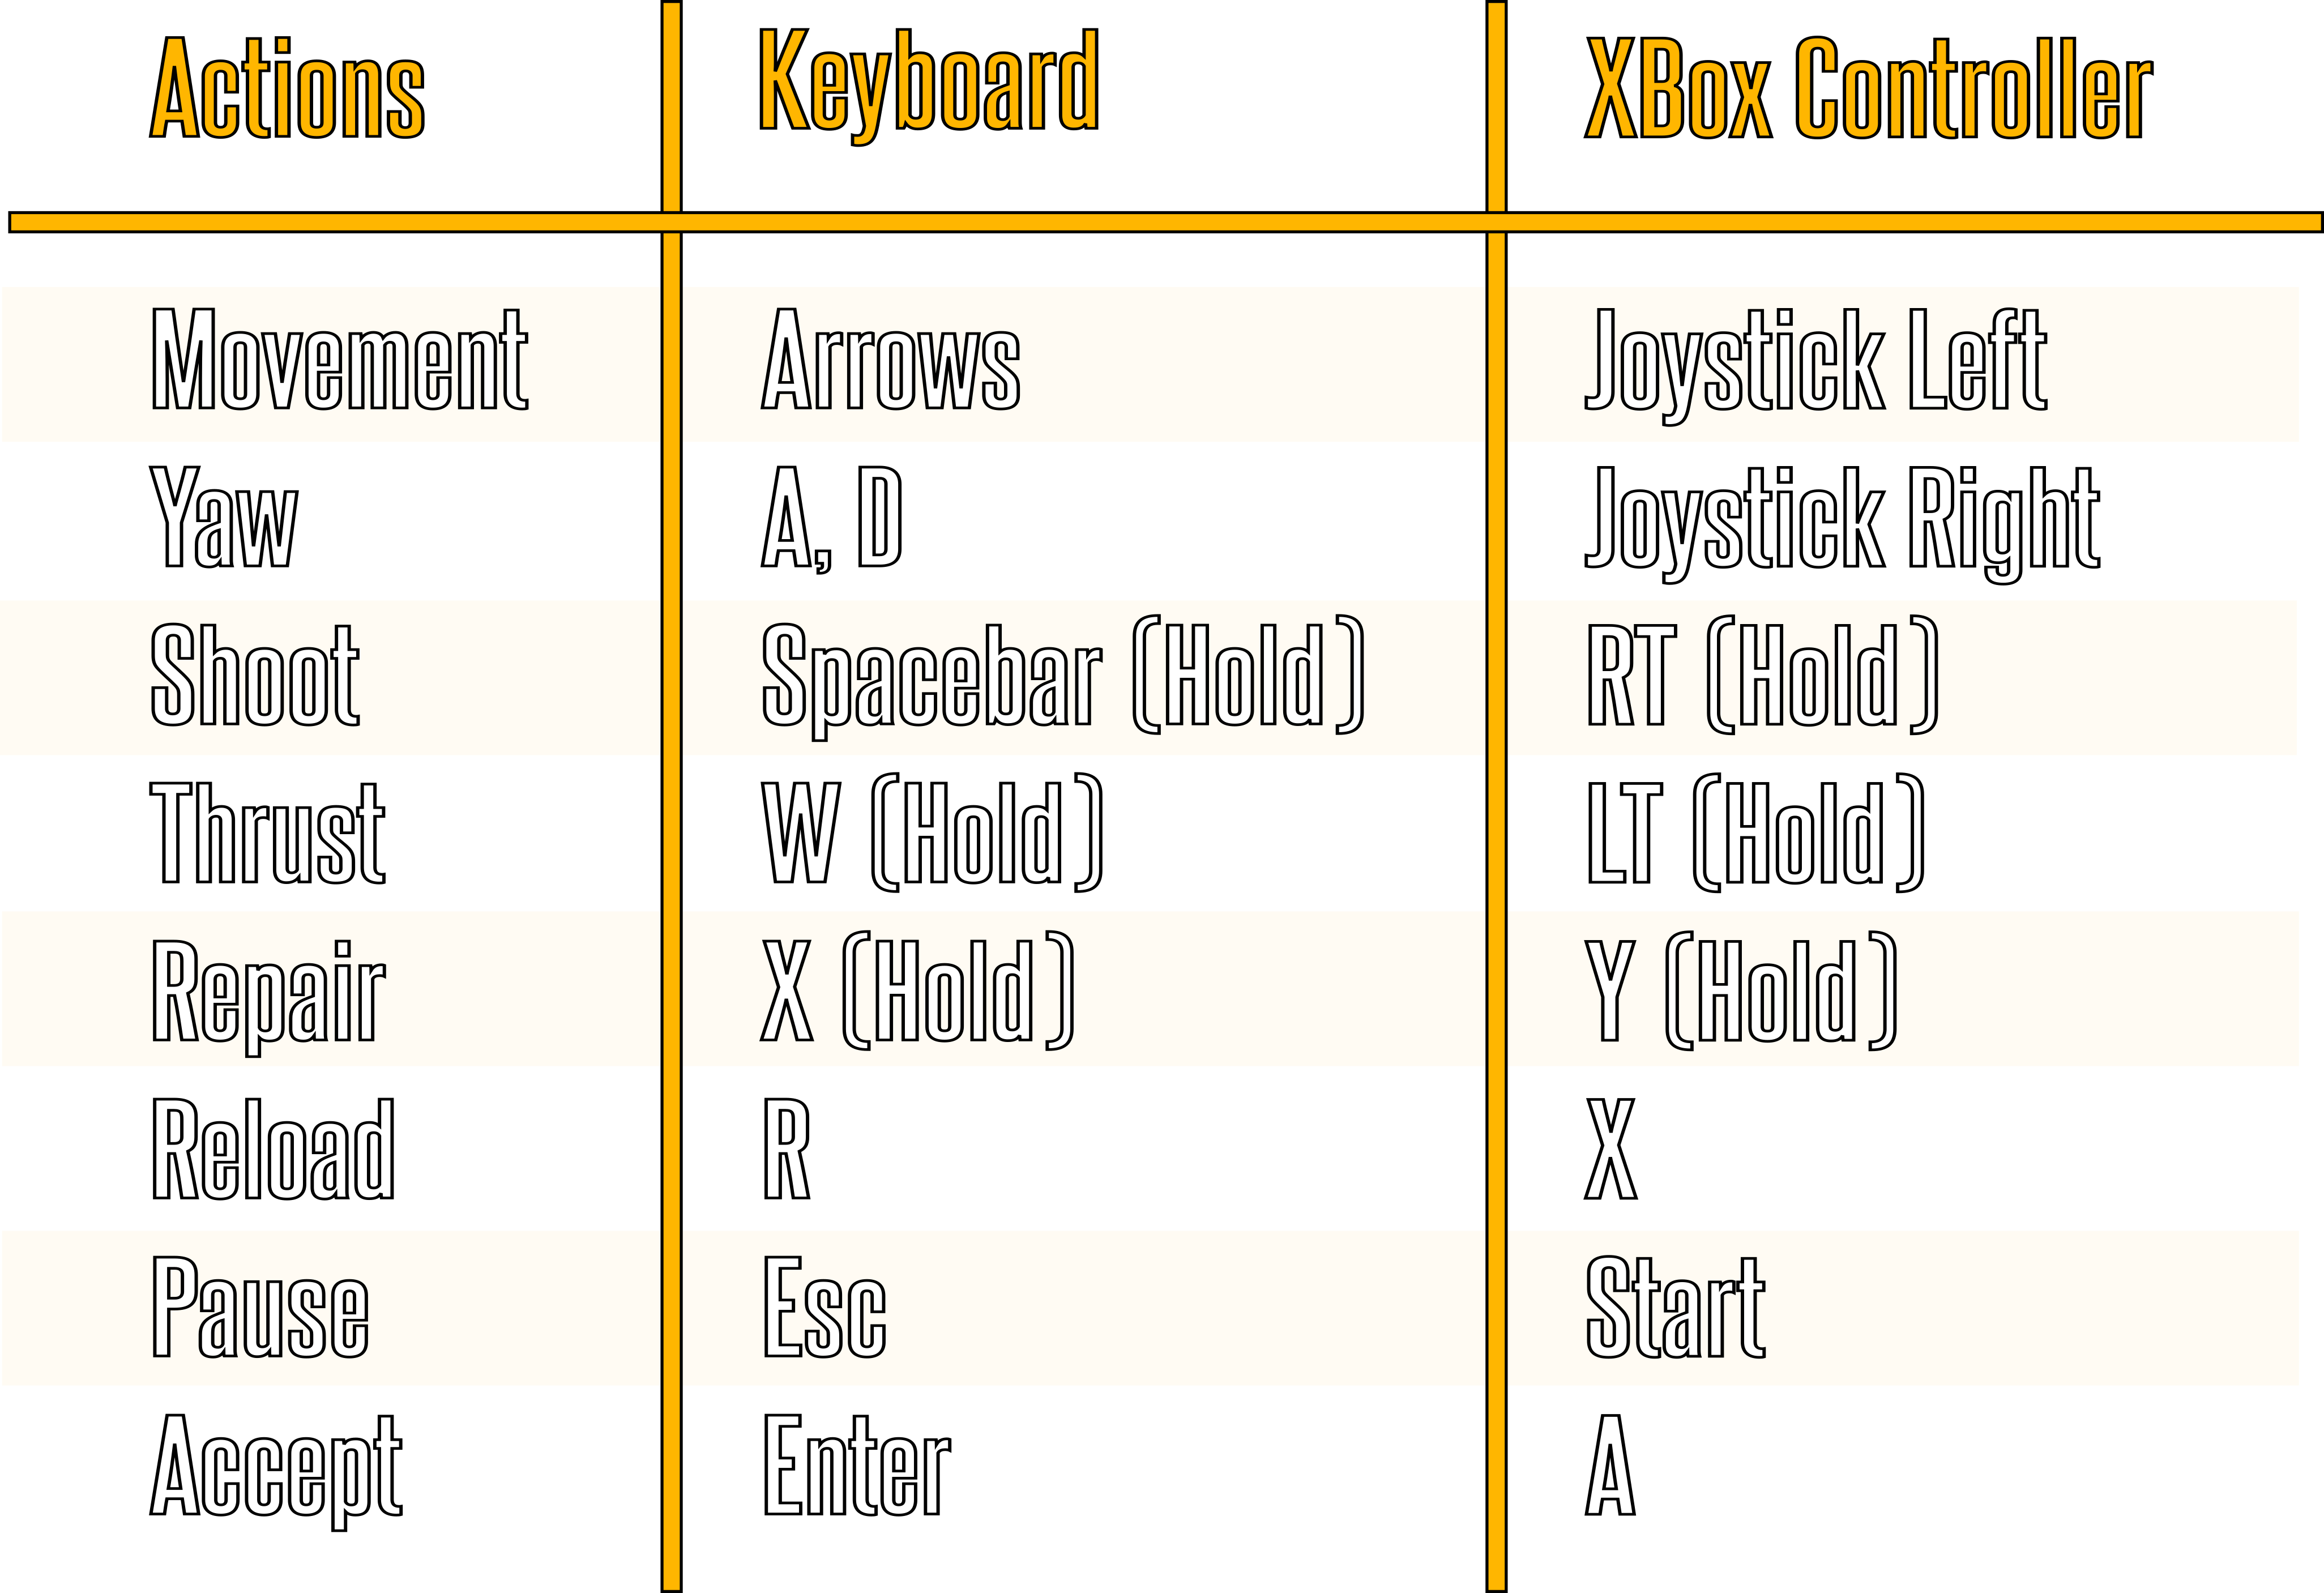 Actions Keyboard XBox Controller
Movement Arrows Joystick Left
Yaw A, D Joystick Right
Shoot Spacebar (Hold) RT (Hold)
Thrust W (Hold) LT (Hold)
Repair X (Hold) Y (Hold)
Reload R X
Pause Esc Start
Accept Enter A